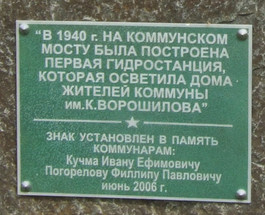 "В 1940 г. НА КОММУНСКОМ
МОСТУ БЫЛА ПОСТРОЕНА
ПЕРВАЯ ГИДРОСТАНЦИЯ,
КОТОРАЯ ОСВЕТИЛА ДОМА
ЖИТЕЛЕЙ КОММУНЫ
им.К.ВОРОШИЛОВА"
ЗНАК УСТАНОВЛЕН В ПАМЯТЬ
КОММУНАРАМ:
Кучма Ивану Ефимовичу
Погорелову Филлипу Павловичу
июнь 2006 г.